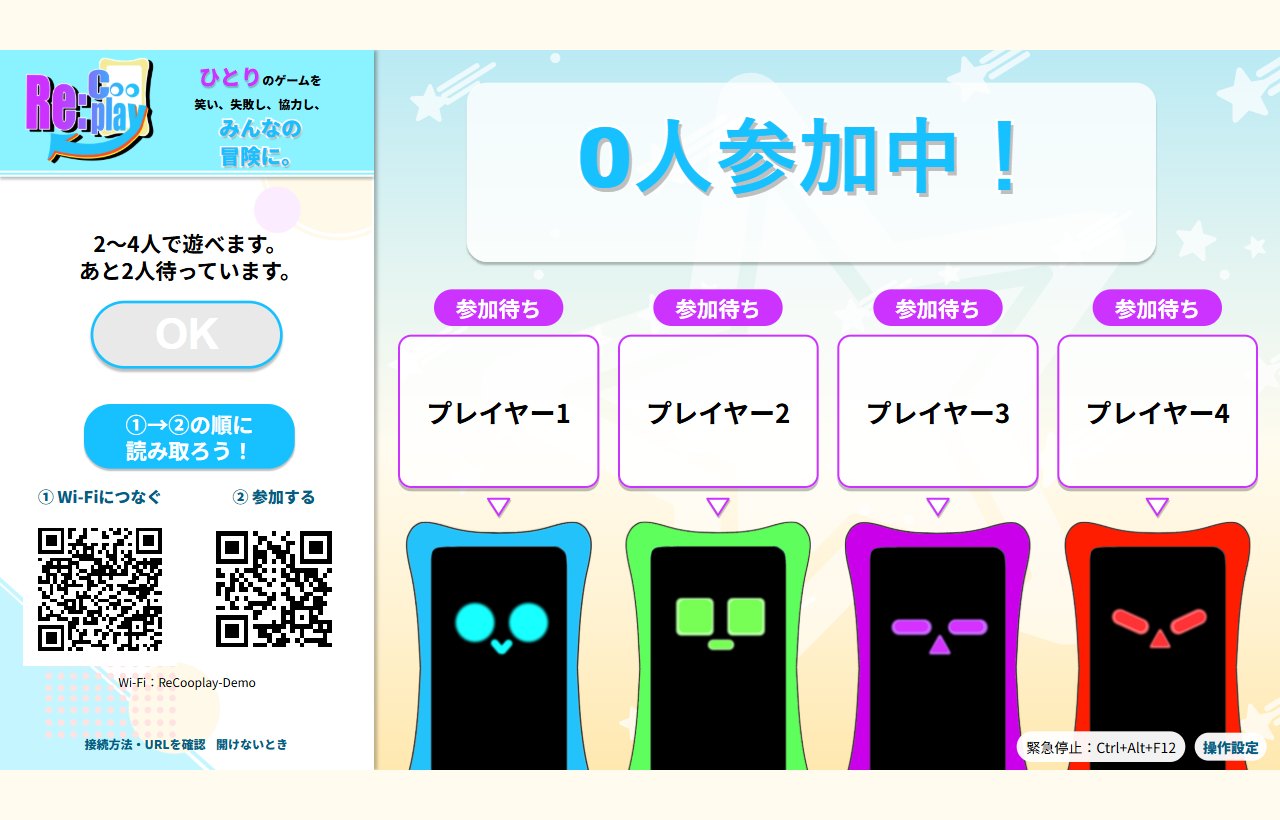 Re:Coo
play
ひとりのゲームを
笑い、失敗し、協力し、
みんなの
冒険に。
2〜4人で遊べます。
あと2人待っています。
OK
①→②の順に
読み取ろう！
① Wi-Fiにつなぐ
② 参加する
Wi-Fi：ReCooplay-Demo
接続方法・URLを確認
開けないとき
0人参加中！
参加待ち
参加待ち
参加待ち
参加待ち
プレイヤー1
プレイヤー2
プレイヤー3
プレイヤー4
緊急停止：Ctrl+Alt+F12
操作設定